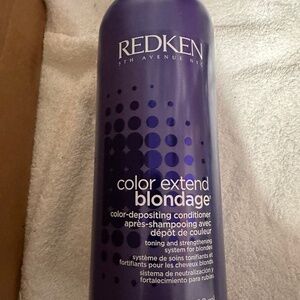 REDKEN
5TH AVENUE NYC
color extend
blondage
color-depositing conditioner
après-shampooing avec
dépôt de couleur
toning and strengthening
system for blondes
système de soins tonifiants et
fortifiants pour les cheveux blonds
sistema de neutralización y
fortalecimiento para rubios